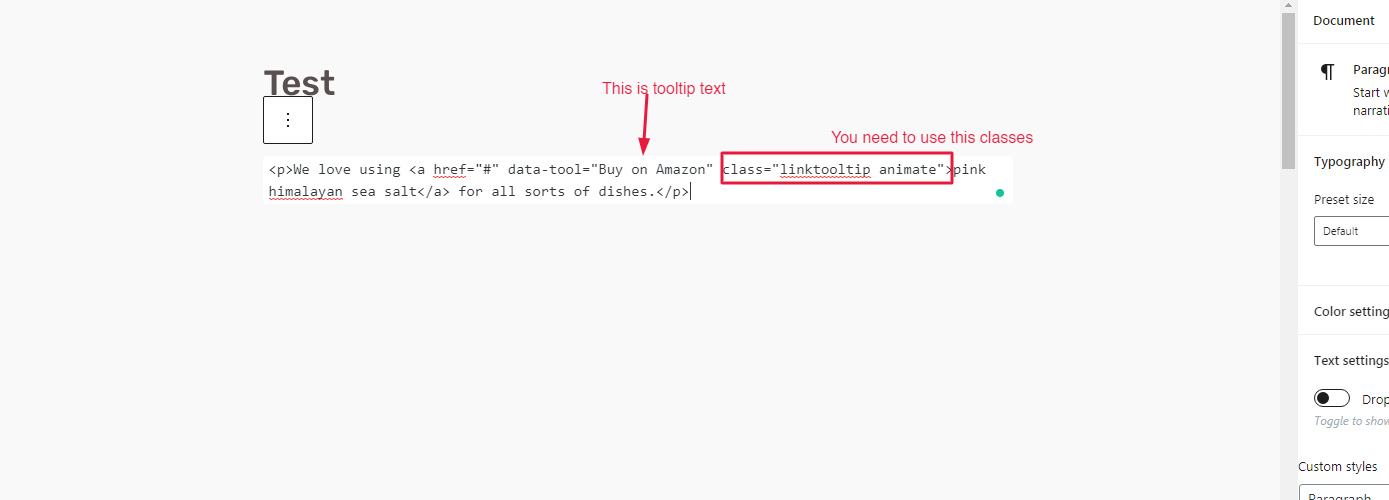 Document
Test
Paragr
Start w
narrati
This is tooltip text
You need to use this classes
<p>We love using <a href="#" data-tool="Buy on Amazon" class="linktooltip animate">pink
himalayan sea salt</a> for all sorts of dishes.</p>
Typography
Preset size
Default
Color setting
Text settings
Drop
Toggle to show
Custom styles
Paragraph